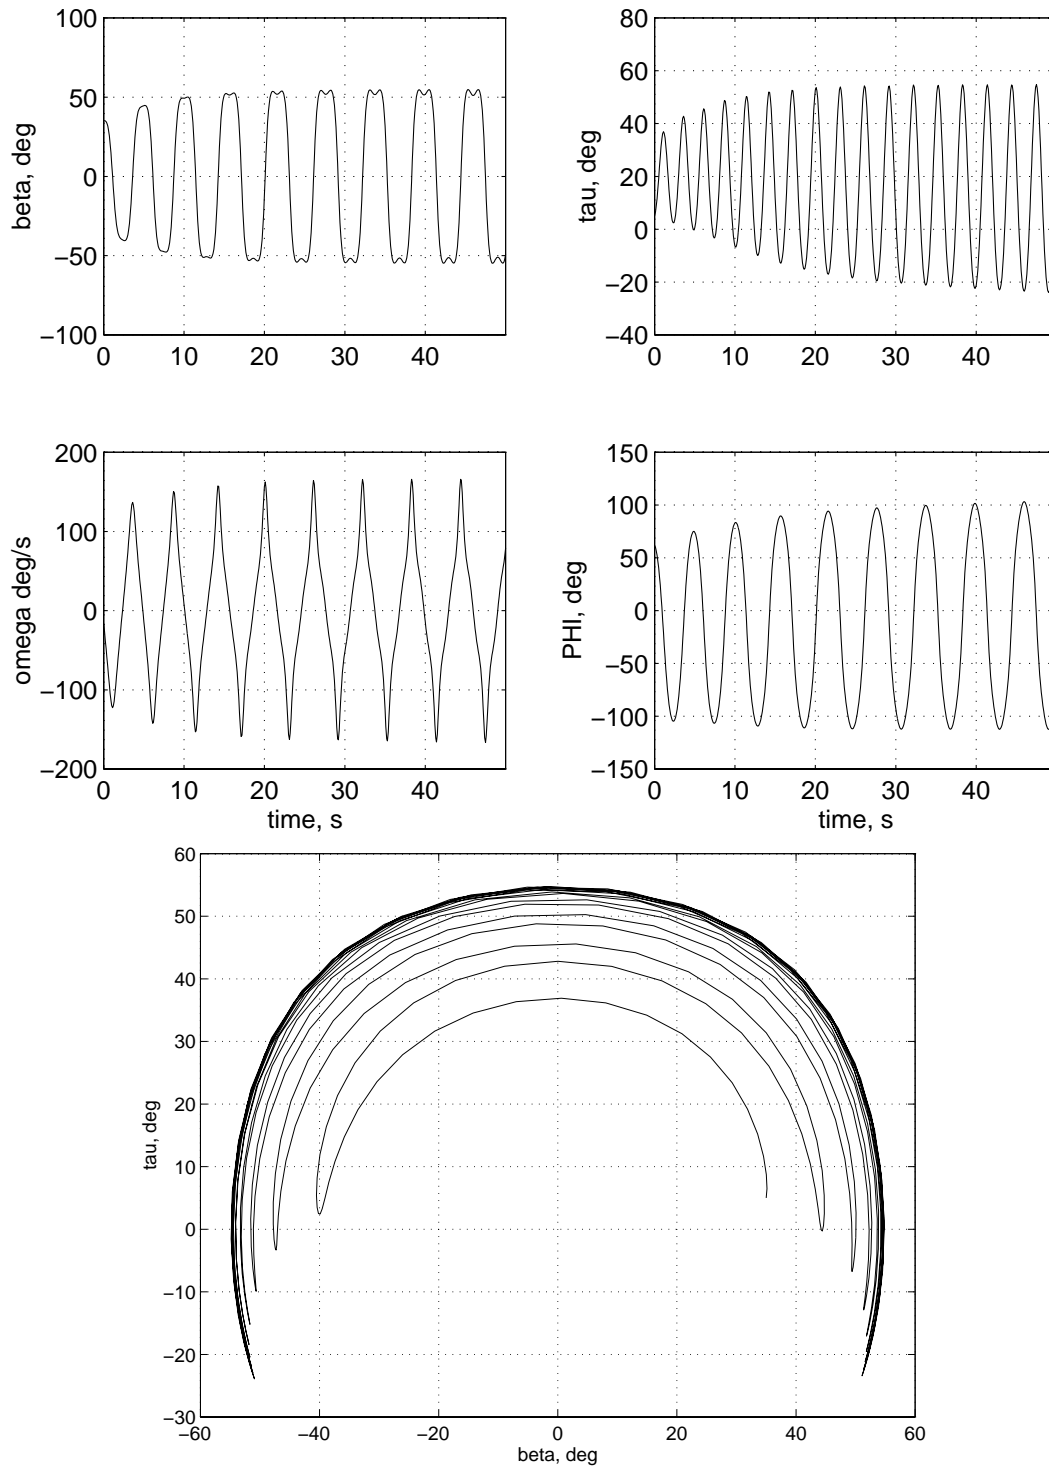 100
50
0
−50
−100
beta, deg
0 10 20 30 40
80
60
40
20
0
−20
−40
tau, deg
0 10 20 30 40
200
100
0
−100
−200
omega deg/s
0 10 20 30 40
time, s
150
100
50
0
−50
−100
−150
PHI, deg
0 10 20 30 40
time, s
60
50
40
30
20
10
0
−10
−20
−30
tau, deg
−60 −40 −20 0 20 40 60
beta, deg